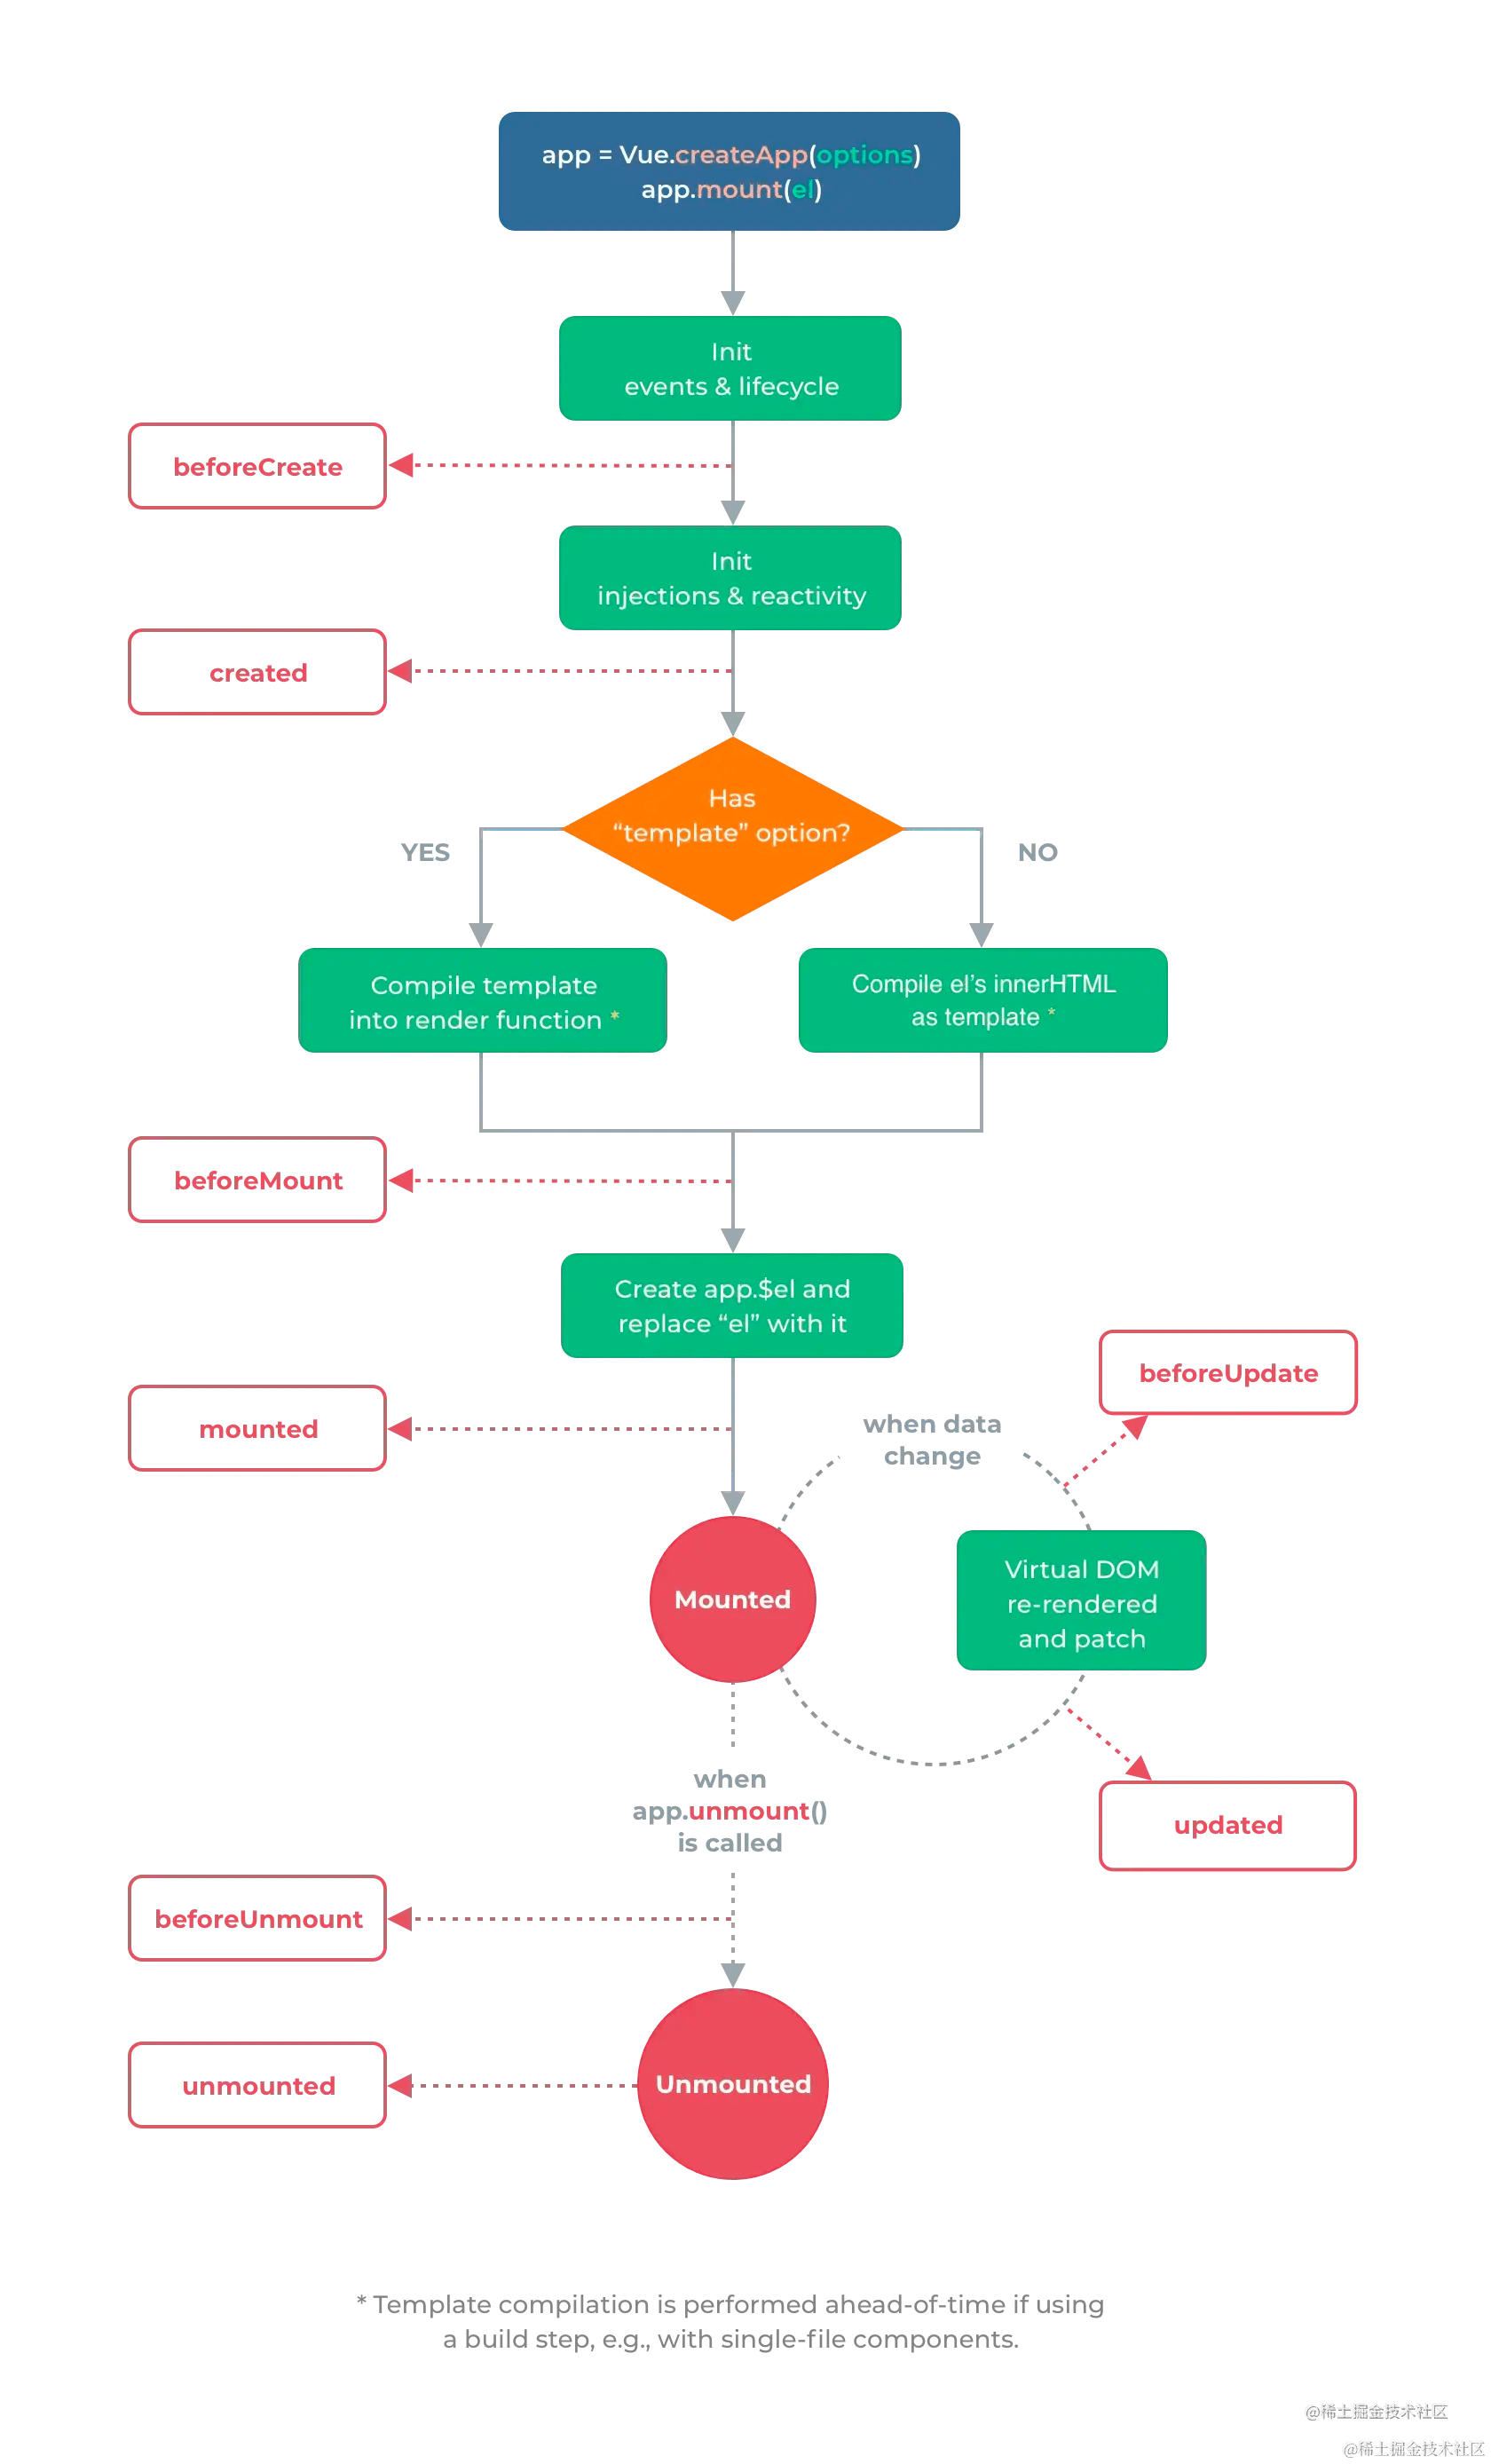 app = Vue.createApp(options)
app.mount(el)
Init
events & lifecycle
beforeCreate
Init
injections & reactivity
created
Has
“template” option?
YES
NO
Compile template
into render function *
Compile el’s innerHTML
as template *
beforeMount
Create app.$el and
replace “el” with it
beforeUpdate
mounted
when data
change
Virtual DOM
re-rendered
and patch
Mounted
when
app.unmount()
is called
updated
beforeUnmount
Unmounted
unmounted
* Template compilation is performed ahead-of-time if using
a build step, e.g., with single-file components.
@稀土掘金技术社区
@稀土掘金技术社区